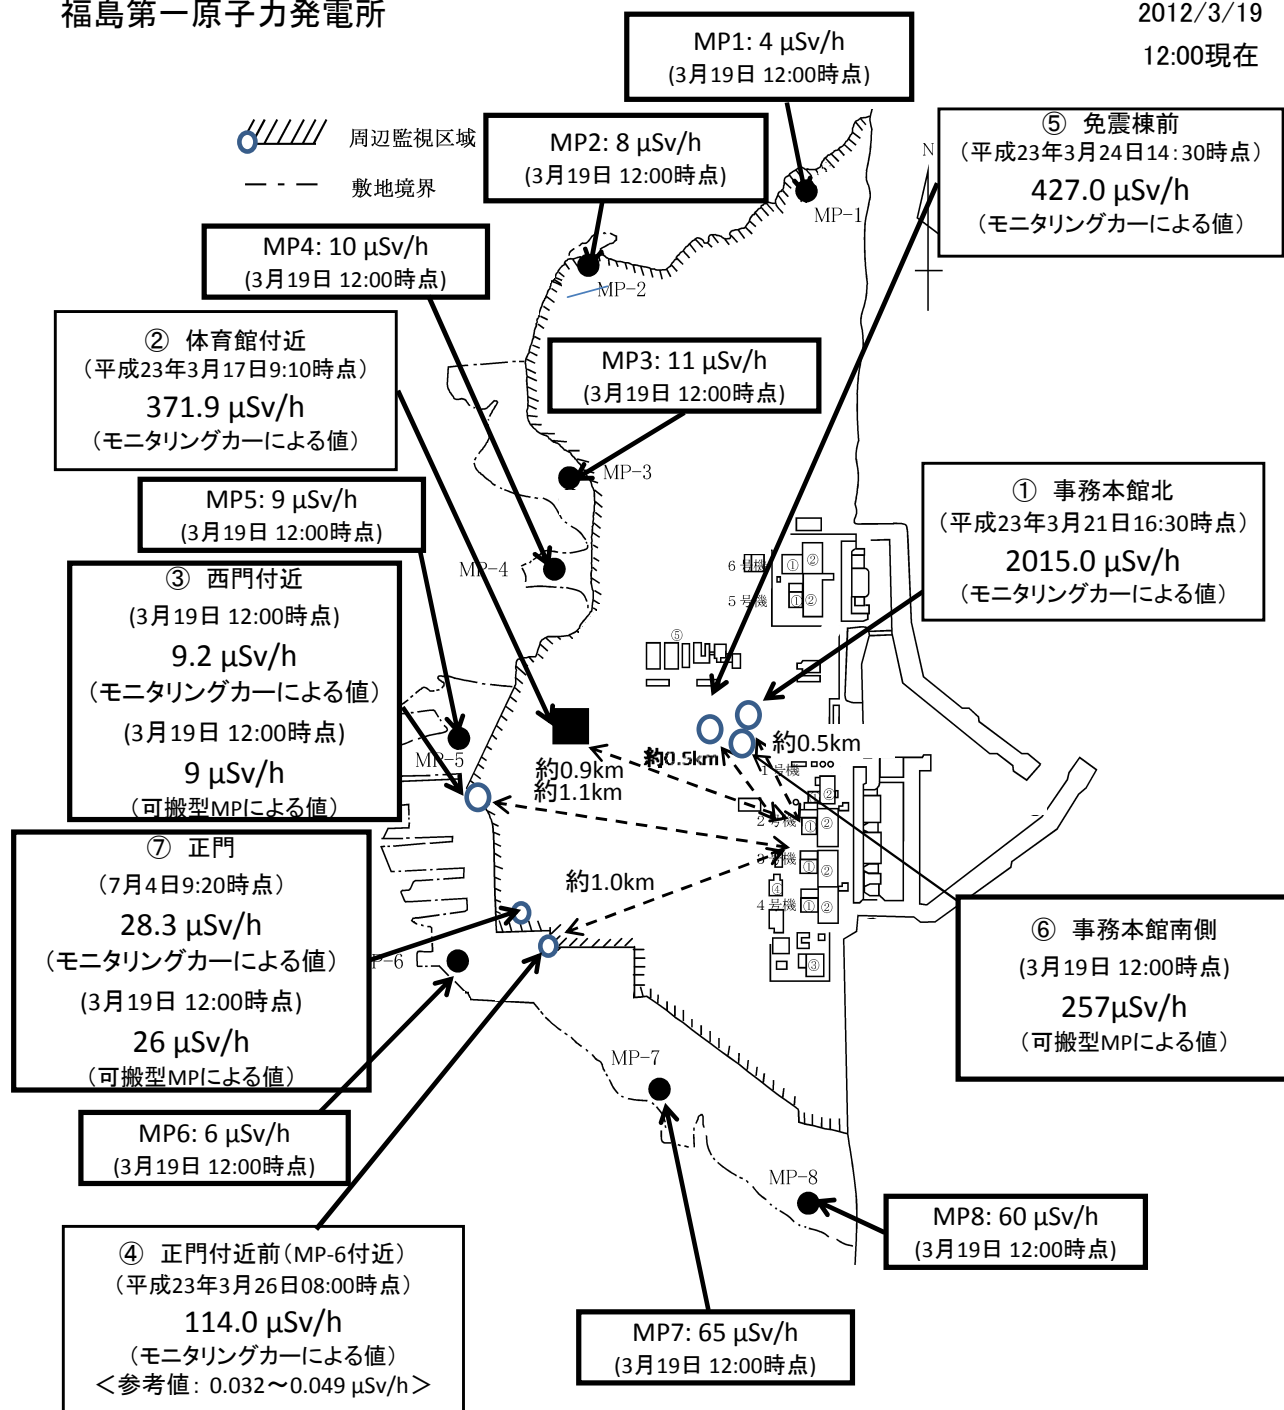 福島第一原子力発電所
2012/3/19
12:00現在
周辺監視区域
敷地境界
N
MP1: 4 μSv/h
(3月19日 12:00時点)
MP-1
MP2: 8 μSv/h
(3月19日 12:00時点)
MP-2
⑤ 免震棟前
(平成23年3月24日14:30時点)
427.0 μSv/h
(モニタリングカーによる値)
MP4: 10 μSv/h
(3月19日 12:00時点)
② 体育館付近
(平成23年3月17日9:10時点)
371.9 μSv/h
(モニタリングカーによる値)
MP3: 11 μSv/h
(3月19日 12:00時点)
MP-3
MP5: 9 μSv/h
(3月19日 12:00時点)
MP-4
① 事務本館北
(平成23年3月21日16:30時点)
2015.0 μSv/h
(モニタリングカーによる値)
6号機
① ②
5号機
① ②
⑤
③ 西門付近
(3月19日 12:00時点)
9.2 μSv/h
(モニタリングカーによる値)
(3月19日 12:00時点)
9 μSv/h
(可搬型MPによる値)
MP-5
約0.9km
約1.1km
約0.5km
約0.5km
1号機
②
2号機
① ②
3号機
① ②
④
4号機
① ②
③
約1.0km
⑦ 正門
(7月4日9:20時点)
28.3 μSv/h
(モニタリングカーによる値)
(3月19日 12:00時点)
26 μSv/h
(可搬型MPによる値)
P-6
⑥ 事務本館南側
(3月19日 12:00時点)
257μSv/h
(可搬型MPによる値)
MP-7
MP6: 6 μSv/h
(3月19日 12:00時点)
MP-8
MP8: 60 μSv/h
(3月19日 12:00時点)
④ 正門付近前(MP-6付近)
(平成23年3月26日08:00時点)
114.0 μSv/h
(モニタリングカーによる値)
<参考値: 0.032～0.049 μSv/h>
MP7: 65 μSv/h
(3月19日 12:00時点)